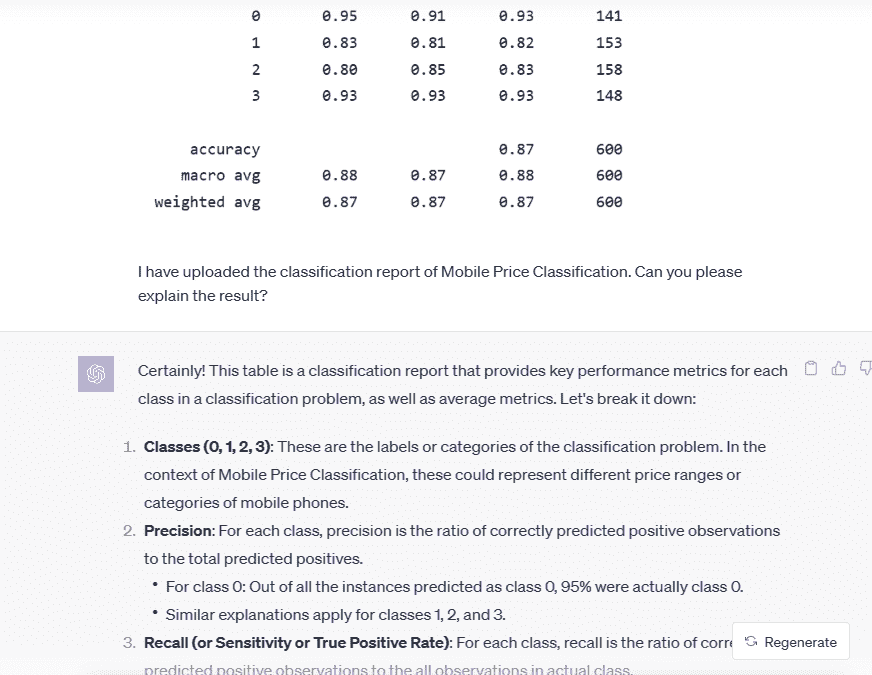 0 0.95 0.91 0.93 141
1 0.83 0.81 0.82 153
2 0.80 0.85 0.83 158
3 0.93 0.93 0.93 148
accuracy 0.87 600
macro avg 0.88 0.87 0.88 600
weighted avg 0.87 0.87 0.87 600
I have uploaded the classification report of Mobile Price Classification. Can you please
explain the result?
Certainly! This table is a classification report that provides key performance metrics for each
class in a classification problem, as well as average metrics. Let's break it down:
1. Classes (0, 1, 2, 3): These are the labels or categories of the classification problem. In the
context of Mobile Price Classification, these could represent different price ranges or
categories of mobile phones.
2. Precision: For each class, precision is the ratio of correctly predicted positive observations
to the total predicted positives.
• For class 0: Out of all the instances predicted as class 0, 95% were actually class 0.
• Similar explanations apply for classes 1, 2, and 3.
3. Recall (or Sensitivity or True Positive Rate): For each class, recall is the ratio of corre
Regenerate
predicted positive observations to the all observations in actual class.